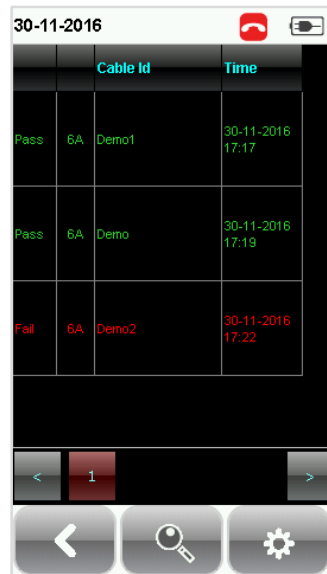 30-11-2016
Cable Id Time
Pass 6A Demo1 30-11-2016
17:17
Pass 6A Demo 30-11-2016
17:19
Fail 6A Demo2 30-11-2016
17:22
< 1 >